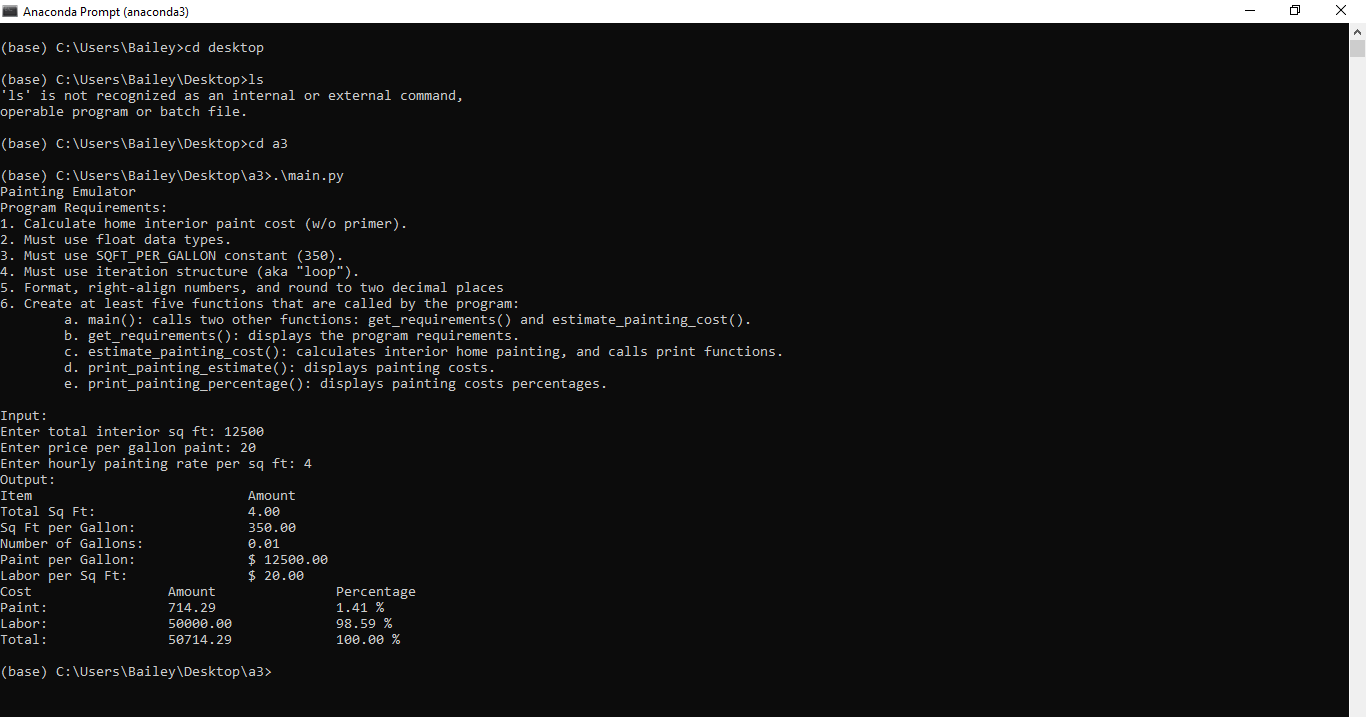 Anaconda Prompt (anaconda3)
(base) C:\Users\Bailey>cd desktop
(base) C:\Users\Bailey\Desktop>ls
'ls' is not recognized as an internal or external command,
operable program or batch file.
(base) C:\Users\Bailey\Desktop>cd a3
(base) C:\Users\Bailey\Desktop\a3>.\main.py
Painting Emulator
Program Requirements:
1. Calculate home interior paint cost (w/o primer).
2. Must use float data types.
3. Must use SQFT_PER_GALLON constant (350).
4. Must use iteration structure (aka "loop").
5. Format, right-align numbers, and round to two decimal places
6. Create at least five functions that are called by the program:
a. main(): calls two other functions: get_requirements() and estimate_painting_cost().
b. get_requirements(): displays the program requirements.
c. estimate_painting_cost(): calculates interior home painting, and calls print functions.
d. print_painting_estimate(): displays painting costs.
e. print_painting_percentage(): displays painting costs percentages.
Input:
Enter total interior sq ft: 12500
Enter price per gallon paint: 20
Enter hourly painting rate per sq ft: 4
Output:
Item Amount
Total Sq Ft: 4.00
Sq Ft per Gallon: 350.00
Number of Gallons: 0.01
Paint per Gallon: $ 12500.00
Labor per Sq Ft: $ 20.00
Cost Amount Percentage
Paint: 714.29 1.41 %
Labor: 50000.00 98.59 %
Total: 50714.29 100.00 %
(base) C:\Users\Bailey\Desktop\a3>